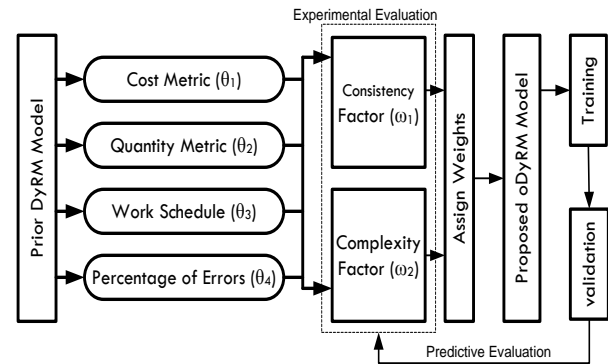 Experimental Evaluation
Prior DyRM Model
Cost Metric (θ1)
Quantity Metric (θ2)
Work Schedule (θ3)
Percentage of Errors (θ4)
Consistency
Factor (ω1)
Complexity
Factor (ω2)
Assign Weights
Proposed oDyRM Model
Training
validation
Predictive Evaluation